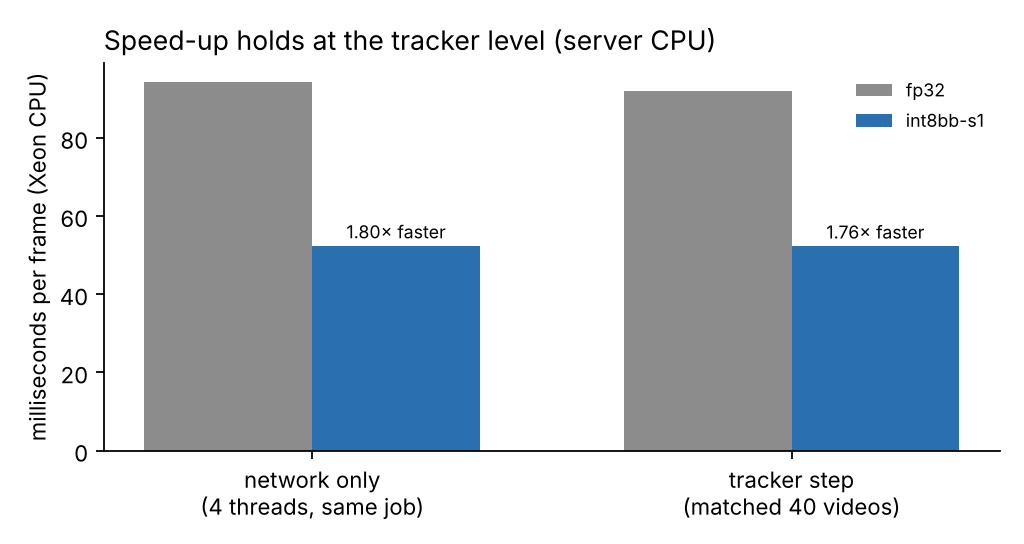 Speed-up holds at the tracker level (server CPU)
milliseconds per frame (Xeon CPU)
80
60
40
20
0
fp32
int8bb-s1
1.80× faster
1.76× faster
network only
(4 threads, same job)
tracker step
(matched 40 videos)